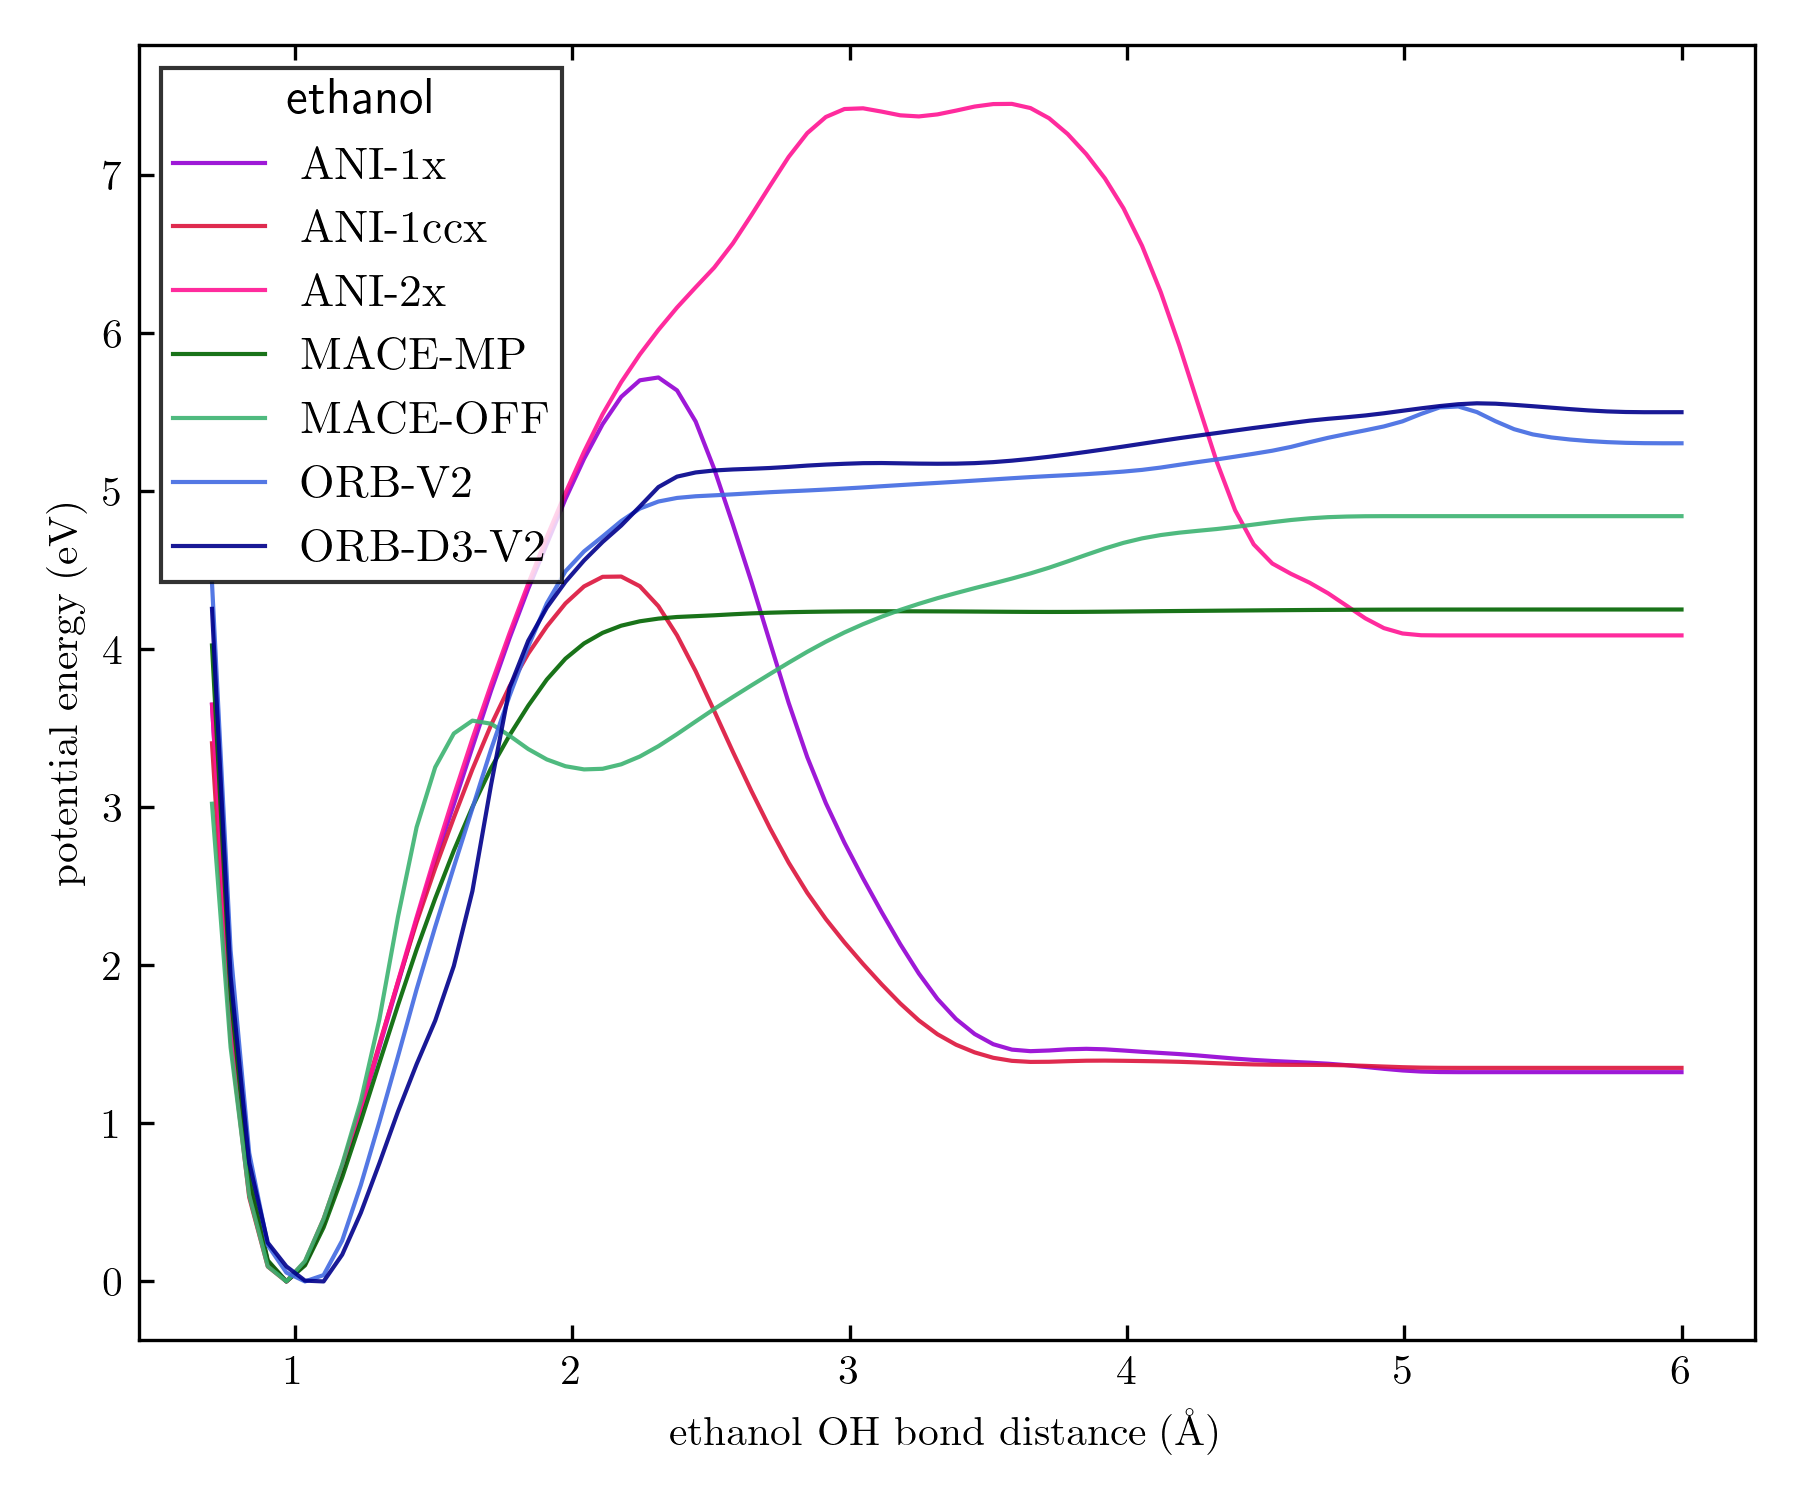 ethanol
ANI-1x
ANI-1ccx
ANI-2x
MACE-MP
MACE-OFF
ORB-V2
ORB-D3-V2
potential energy (eV)
7
6
5
4
3
2
1
0
1 2 3 4 5 6
ethanol OH bond distance (Å)